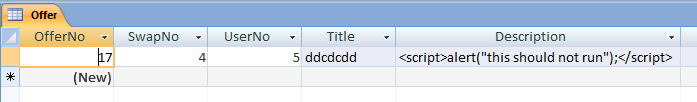 Offer
OfferNo SwapNo UserNo Title Description
17 4 5 ddcdcdd <script>alert("this should not run");</script>
(New)